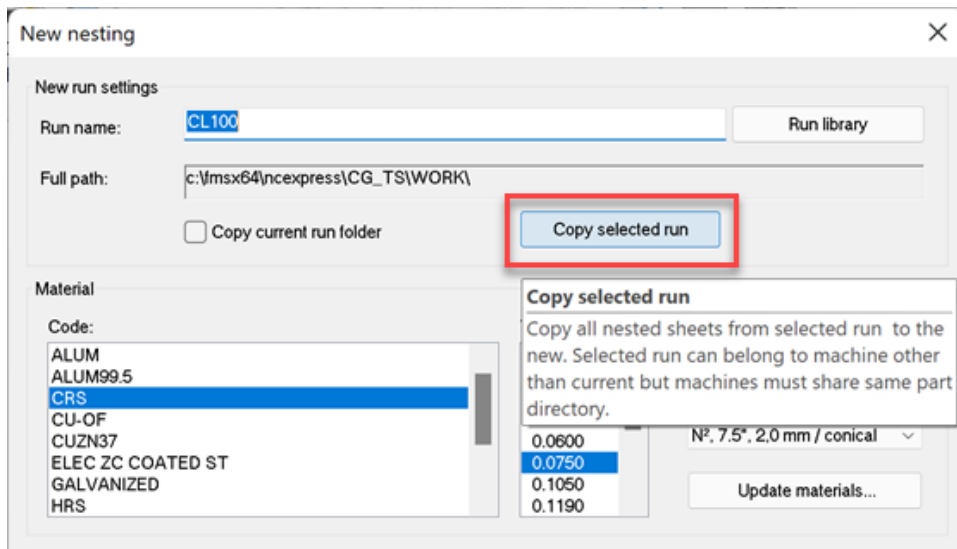 New nesting
New run settings
Run name:
CL100
Run library
Full path:
c:\fmsx64\ncexpress\CG_TS\WORK\
Copy current run folder
Copy selected run
Material
Copy selected run
Code:
Copy all nested sheets from selected run to the
new. Selected run can belong to machine other
than current but machines must share same part
directory.
ALUM
ALUM99.5
CRS
CU-OF
CUZN37
ELEC ZC COATED ST
GALVANIZED
HRS
0.0600
0.0750
0.1050
0.1190
N², 7.5", 2,0 mm / conical
Update materials...